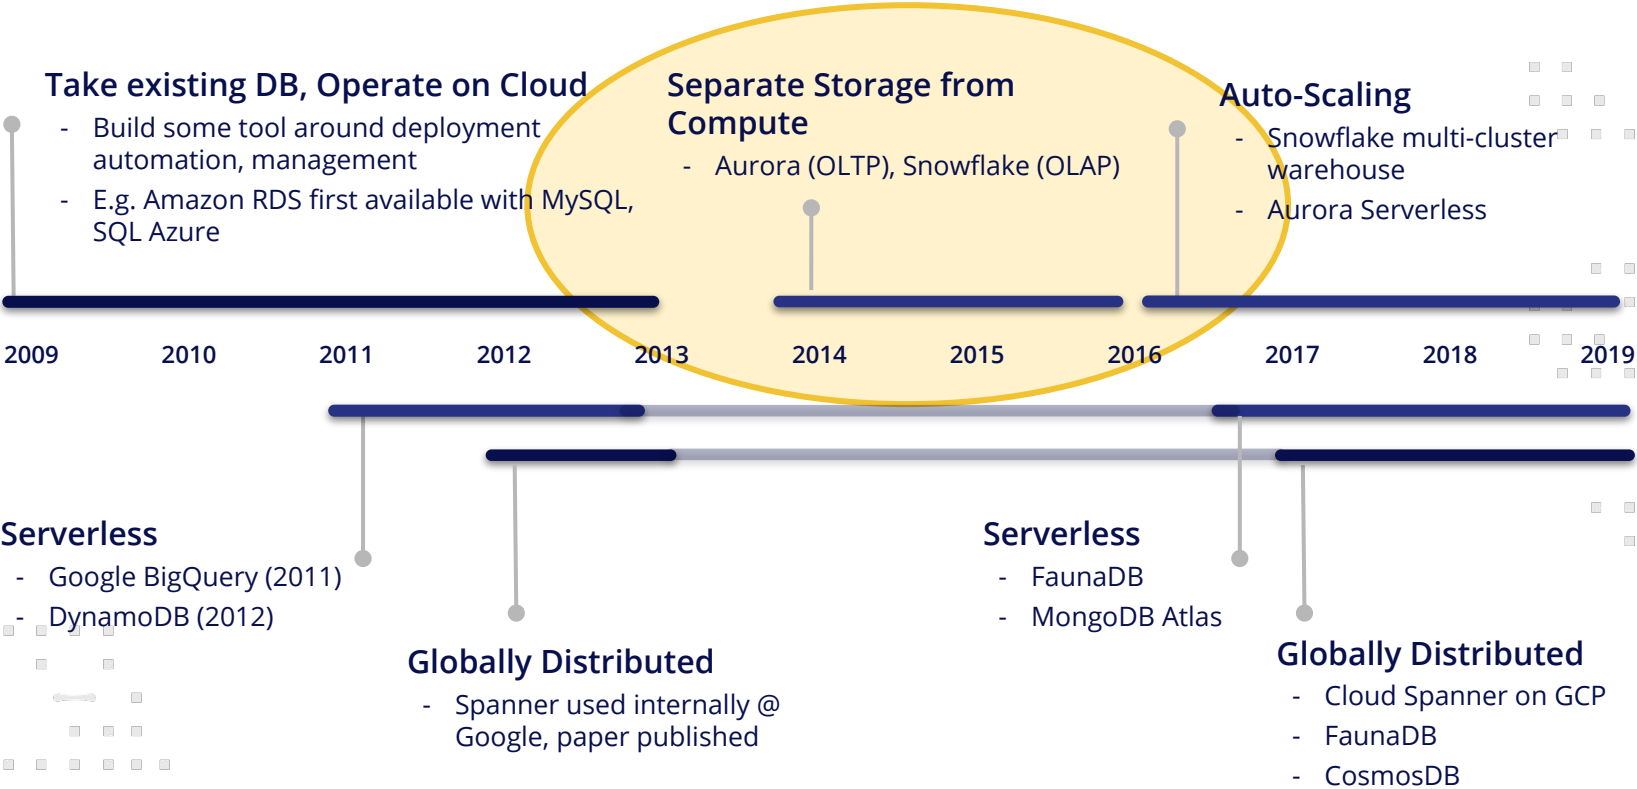 Take existing DB, Operate on Cloud
- Build some tool around deployment
automation, management
- E.g. Amazon RDS first available with MySQL,
SQL Azure
Separate Storage from
Compute
- Aurora (OLTP), Snowflake (OLAP)
Auto-Scaling
- Snowflake multi-cluster
warehouse
- Aurora Serverless
2009 2010 2011 2012 2013 2014 2015 2016 2017 2018 2019
Serverless
- Google BigQuery (2011)
- DynamoDB (2012)
Globally Distributed
- Spanner used internally @
Google, paper published
Serverless
- FaunaDB
- MongoDB Atlas
Globally Distributed
- Cloud Spanner on GCP
- FaunaDB
- CosmosDB